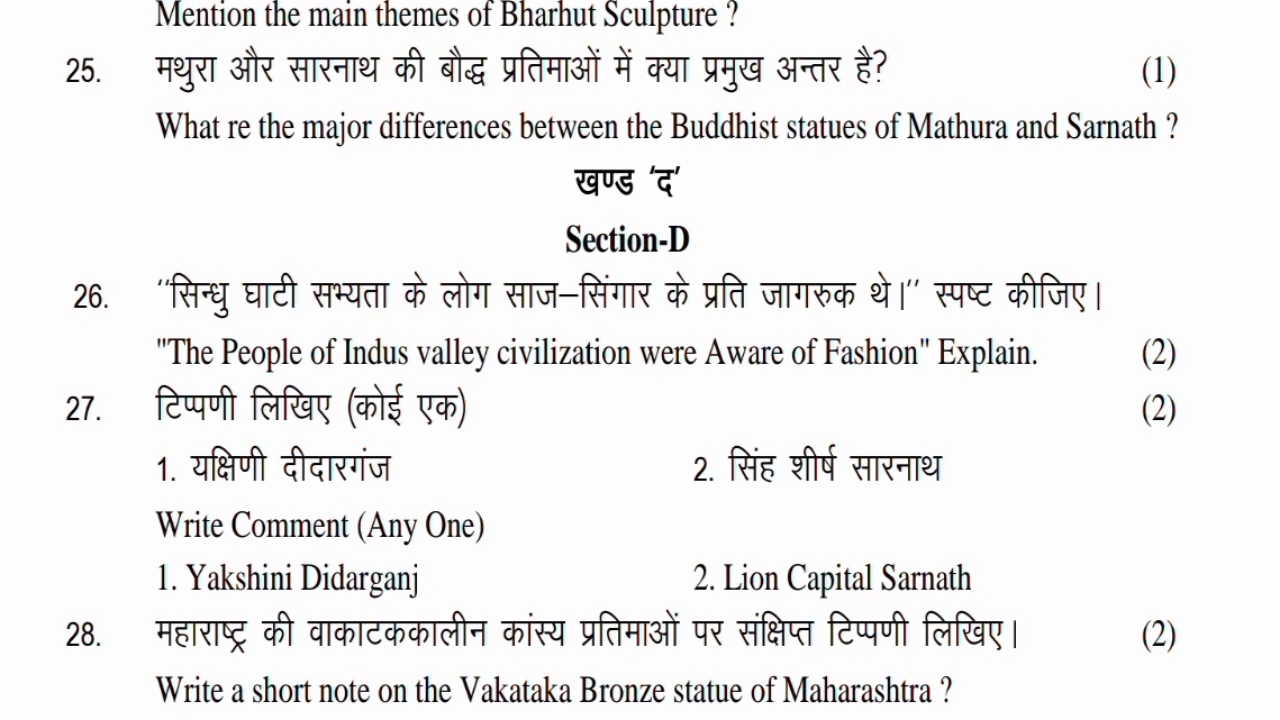 Mention the main themes of Bharhut Sculpture ?
25. मथुरा और सारनाथ की बौद्ध प्रतिमाओं में क्या प्रमुख अन्तर है? (1)
What re the major differences between the Buddhist statues of Mathura and Sarnath ?
खण्ड 'द'
Section-D
26. "सिन्धु घाटी सभ्यता के लोग साज–सिंगार के प्रति जागरुक थे।" स्पष्ट कीजिए।
"The People of Indus valley civilization were Aware of Fashion" Explain. (2)
27. टिप्पणी लिखिए (कोई एक) (2)
1. यक्षिणी दीदारगंज 2. सिंह शीर्ष सारनाथ
Write Comment (Any One)
1. Yakshini Didarganj 2. Lion Capital Sarnath
28. महाराष्ट्र की वाकाटककालीन कांस्य प्रतिमाओं पर संक्षिप्त टिप्पणी लिखिए। (2)
Write a short note on the Vakataka Bronze statue of Maharashtra ?